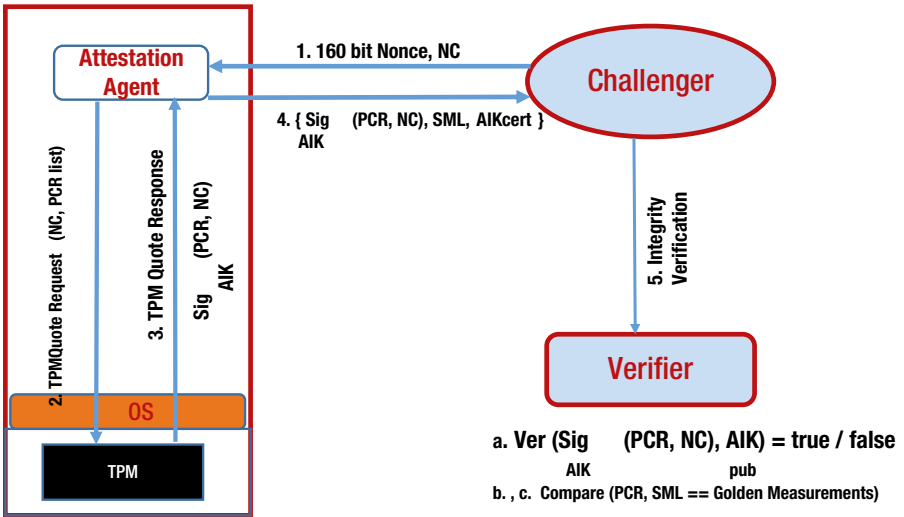 Attestation
Agent
1. 160 bit Nonce, NC
Challenger
4. { Sig (PCR, NC), SML, AIKcert }
AIK
2. TPMQuote Request (NC, PCR list)
3. TPM Quote Response
Sig (PCR, NC)
AIK
5. Integrity
Verification
Verifier
OS
TPM
a. Ver (Sig (PCR, NC), AIK) = true / false
AIK pub
b. , c. Compare (PCR, SML == Golden Measurements)